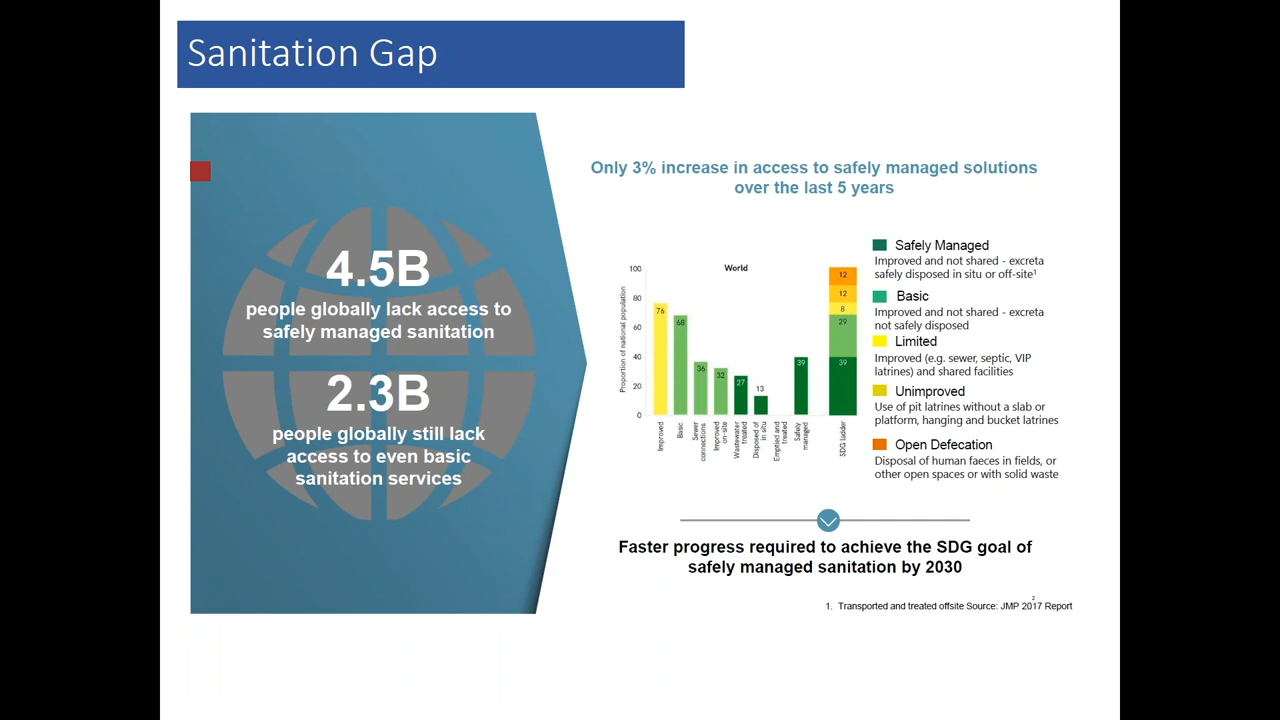 Sanitation Gap
4.5B
people globally lack access to
safely managed sanitation
2.3B
people globally still lack
access to even basic
sanitation services
Only 3% increase in access to safely managed solutions
over the last 5 years
World
Proportion of national population
100
80
60
40
20
0
76
68
36
32
27
13
39
12
12
8
29
39
Improved
Basic
Sewer
connections
Improved
on-site
Wastewater
treated
Disposed of
in situ
Emptied and
treated
Safely
managed
SDG ladder
Safely Managed
Improved and not shared - excreta
safely disposed in situ or off-site¹
Basic
Improved and not shared - excreta
not safely disposed
Limited
Improved (e.g. sewer, septic, VIP
latrines) and shared facilities
Unimproved
Use of pit latrines without a slab or
platform, hanging and bucket latrines
Open Defecation
Disposal of human faeces in fields, or
other open spaces or with solid waste
Faster progress required to achieve the SDG goal of
safely managed sanitation by 2030
2
1. Transported and treated offsite Source: JMP 2017 Report